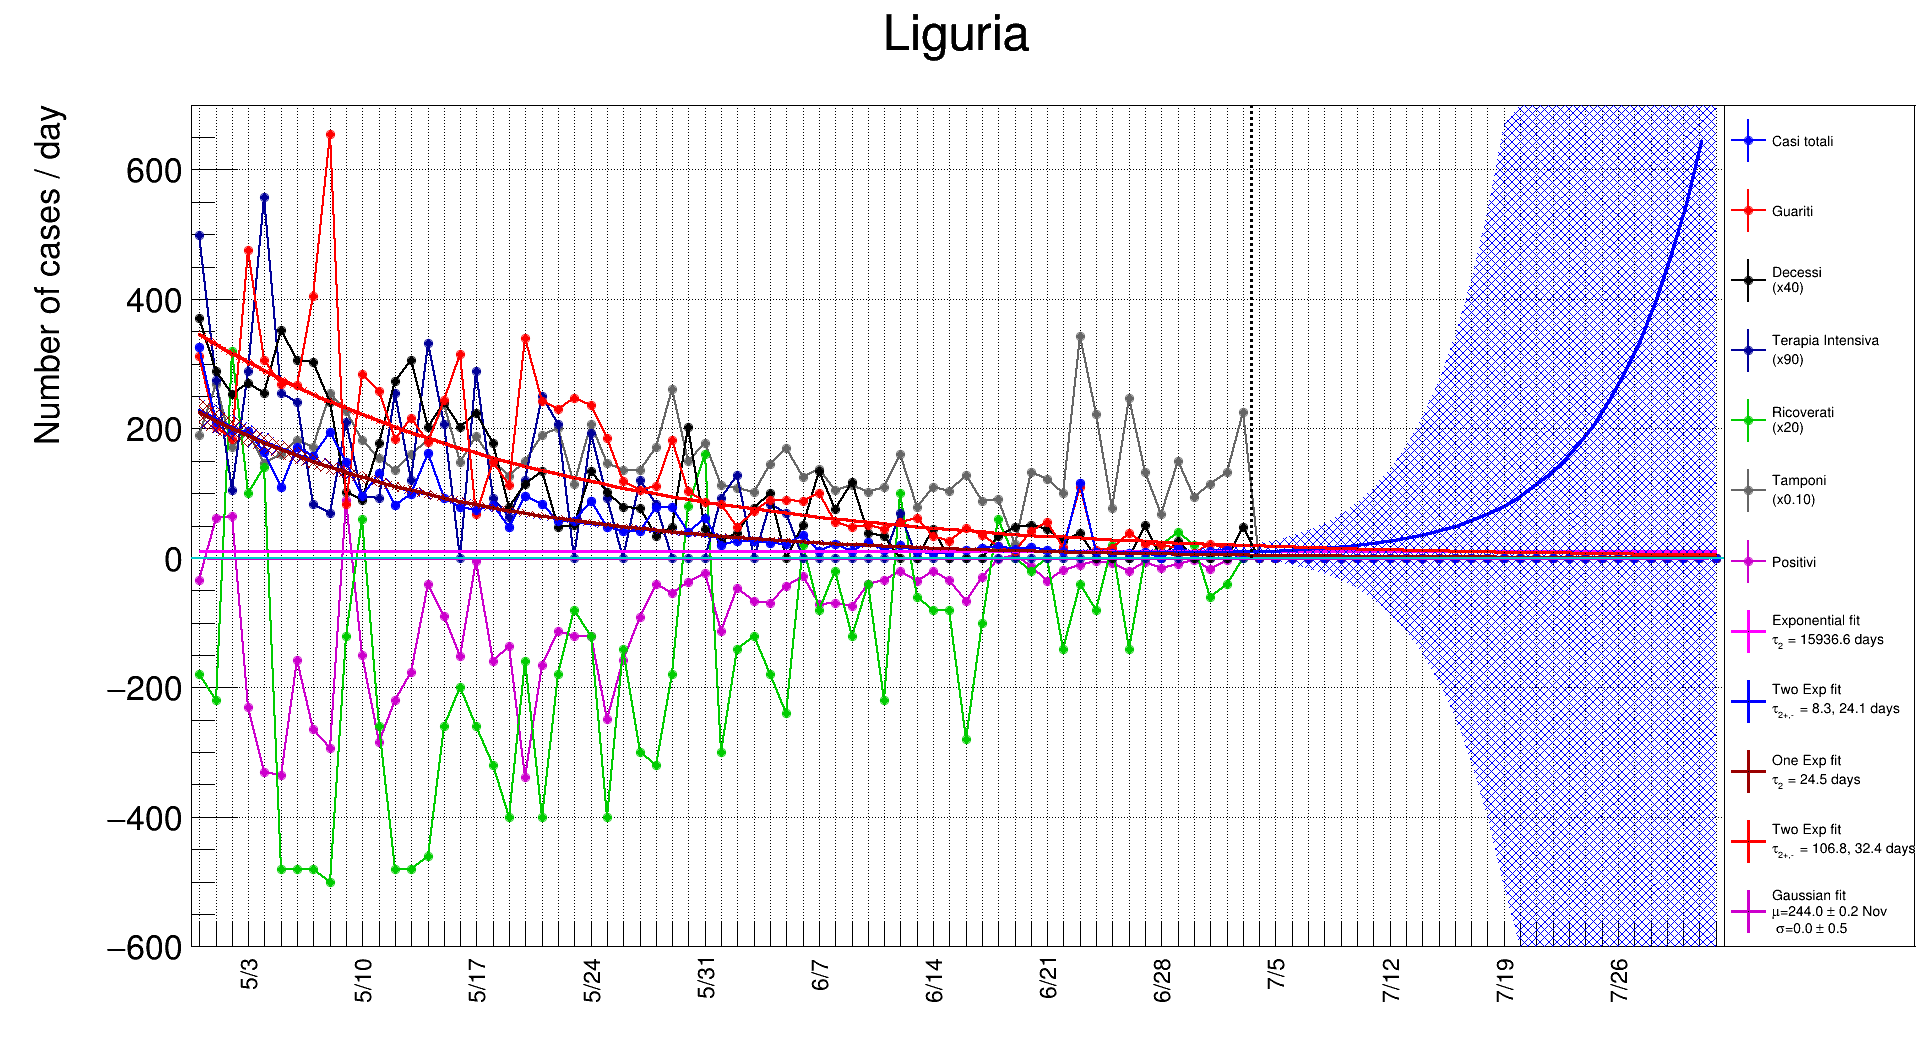 Liguria
Number of cases / day
600
400
200
0
−200
−400
−600
5/3
5/10
5/17
5/24
5/31
6/7
6/14
6/21
6/28
7/5
7/12
7/19
7/26
Casi totali
Guariti
Decessi
(x40)
Terapia Intensiva
(x90)
Ricoverati
(x20)
Tamponi
(x0.10)
Positivi
Exponential fit
τ2 = 15936.6 days
Two Exp fit
τ2+,- = 8.3, 24.1 days
One Exp fit
τ2 = 24.5 days
Two Exp fit
τ2+,- = 106.8, 32.4 days
Gaussian fit
μ=244.0 ± 0.2 Nov
σ=0.0 ± 0.5